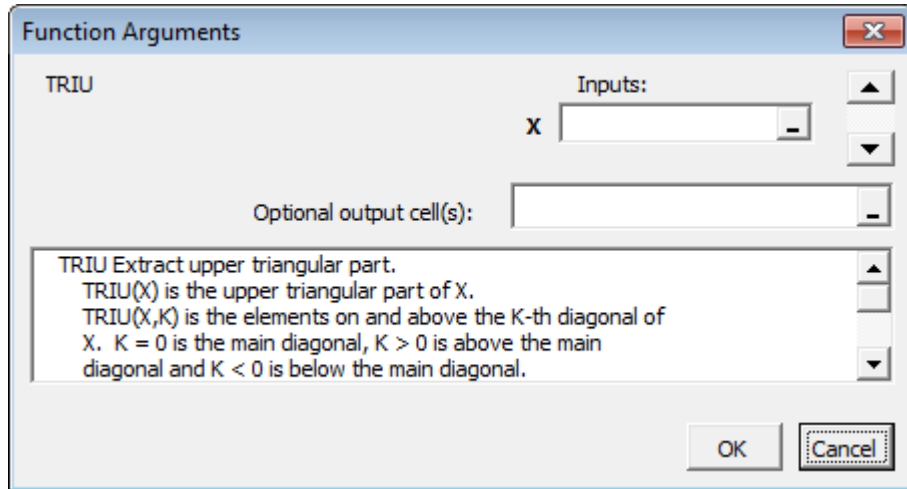 Function Arguments
TRIU
Inputs:
X
Optional output cell(s):
TRIU Extract upper triangular part.
TRIU(X) is the upper triangular part of X.
TRIU(X,K) is the elements on and above the K-th diagonal of
X.  K = 0 is the main diagonal, K > 0 is above the main
diagonal and K < 0 is below the main diagonal.
OK
Cancel